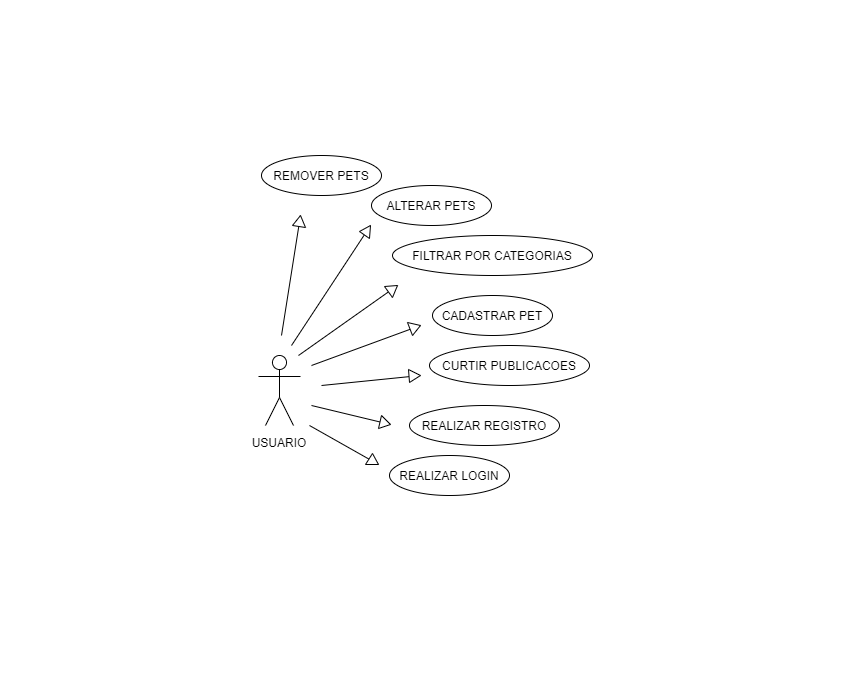 REMOVER PETS
ALTERAR PETS
FILTRAR POR CATEGORIAS
CADASTRAR PET
CURTIR PUBLICACOES
REALIZAR REGISTRO
USUARIO
REALIZAR LOGIN